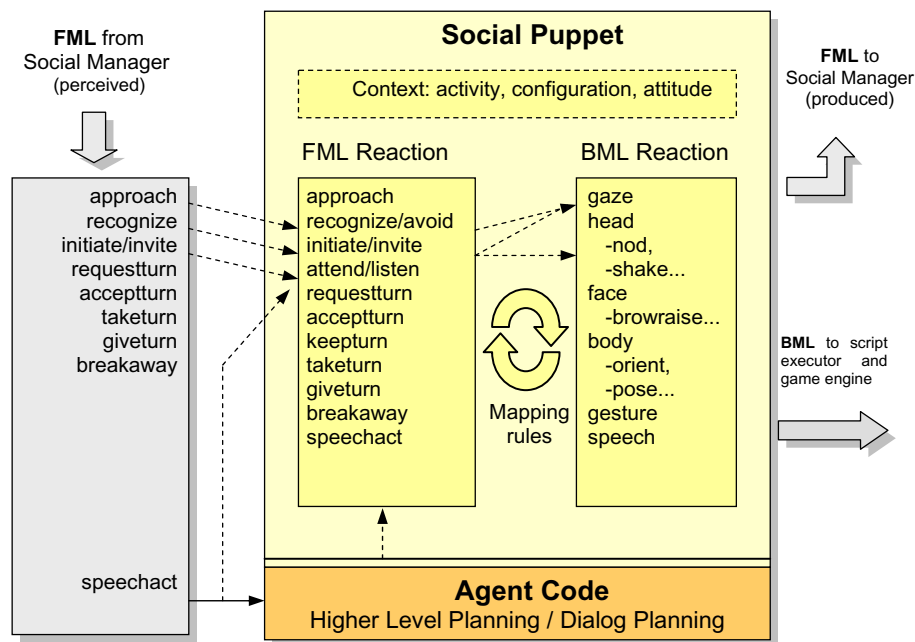 FML from
Social Manager
(perceived)
approach
recognize
initiate/invite
requestturn
acceptturn
taketurn
giveturn
breakaway
speechact
Social Puppet
Context: activity, configuration, attitude
FML Reaction
approach
recognize/avoid
initiate/invite
attend/listen
requestturn
acceptturn
keepturn
taketurn
giveturn
breakaway
speechact
Mapping
rules
BML Reaction
gaze
head
-nod,
-shake...
face
-browraise...
body
-orient,
-pose...
gesture
speech
Agent Code
Higher Level Planning / Dialog Planning
FML to
Social Manager
(produced)
BML to script
executor and
game engine